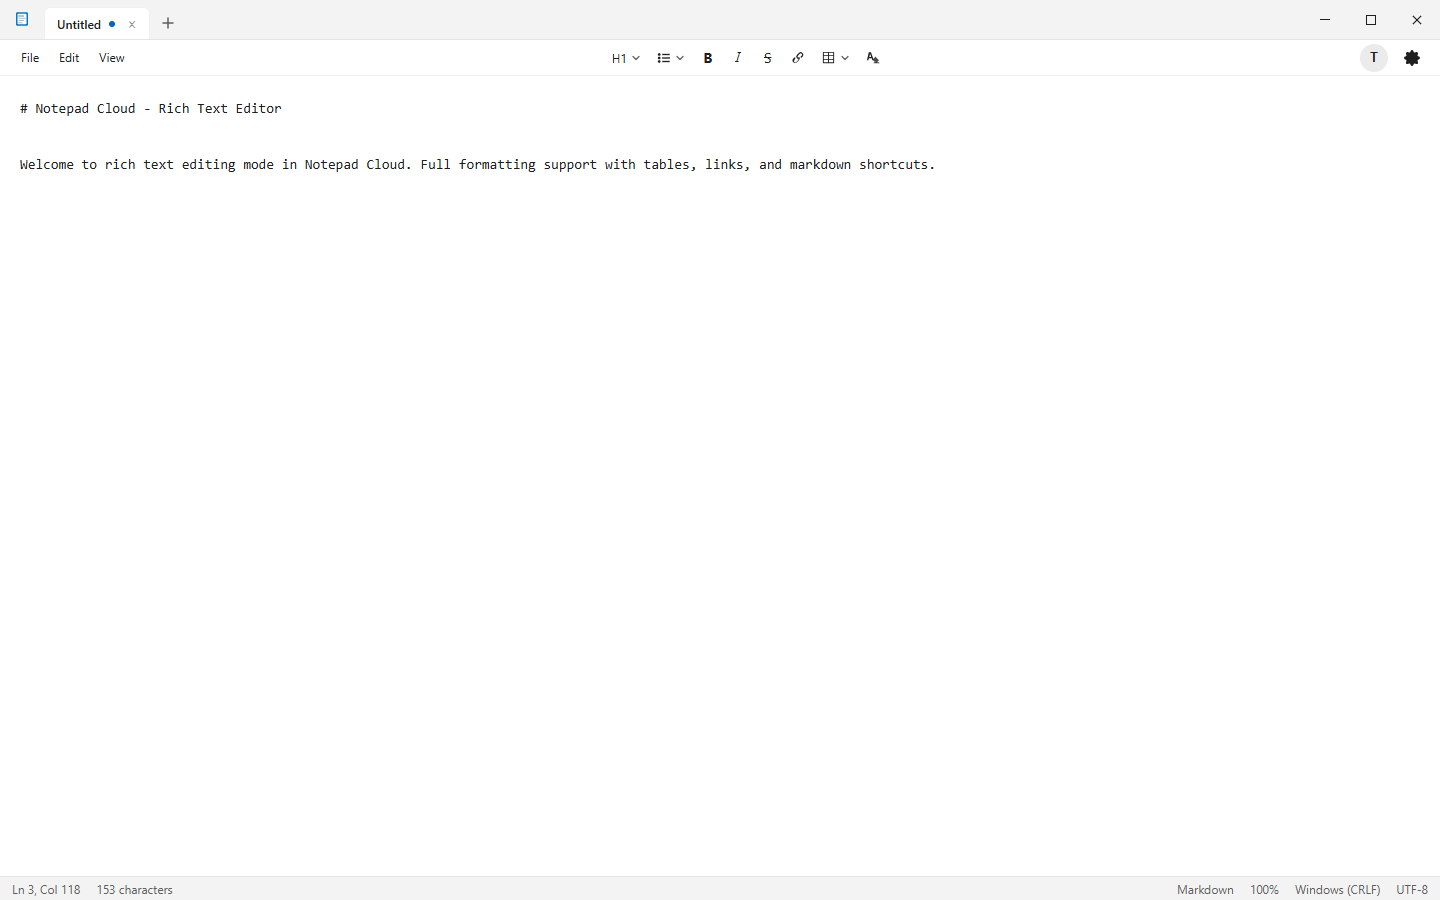 Untitled
File Edit View H1 B I S T
# Notepad Cloud - Rich Text Editor
Welcome to rich text editing mode in Notepad Cloud. Full formatting support with tables, links, and markdown shortcuts.
Ln 3, Col 118 153 characters Markdown 100% Windows (CRLF) UTF-8